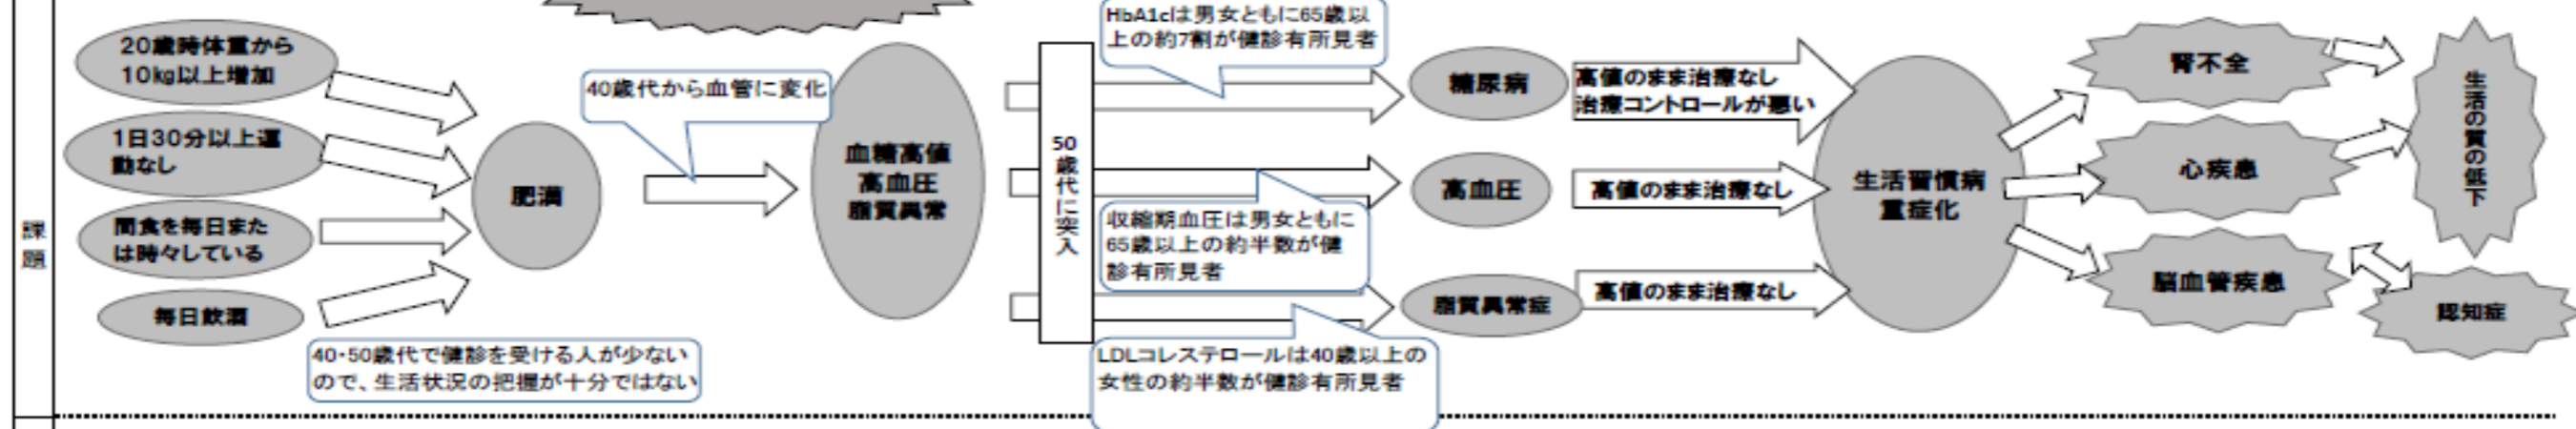 課題
20歳時体重から
10kg以上増加
1日30分以上運
動なし
間食を毎日また
は時々している
毎日飲酒
40・50歳代で健診を受ける人が少ない
ので、生活状況の把握が十分ではない
肥満
40歳代から血管に変化
血糖高値
高血圧
脂質異常
50歳代に突入
HbA1cは男女ともに65歳以
上の約7割が健診有所見者
収縮期血圧は男女ともに
65歳以上の約半数が健
診有所見者
LDLコレステロールは40歳以上の
女性の約半数が健診有所見者
糖尿病
高血圧
脂質異常症
高値のまま治療なし
治療コントロールが悪い
高値のまま治療なし
高値のまま治療なし
生活習慣病
重症化
腎不全
心疾患
脳血管疾患
生活の質の低下
認知症